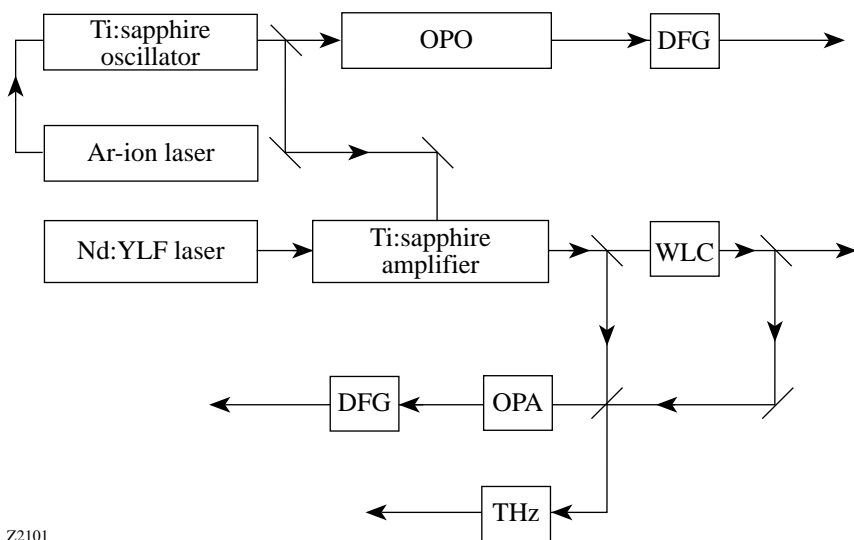 Ti:sapphire
oscillator
OPO
DFG
Ar-ion laser
Nd:YLF laser
Ti:sapphire
amplifier
WLC
DFG
OPA
THz
Z2101